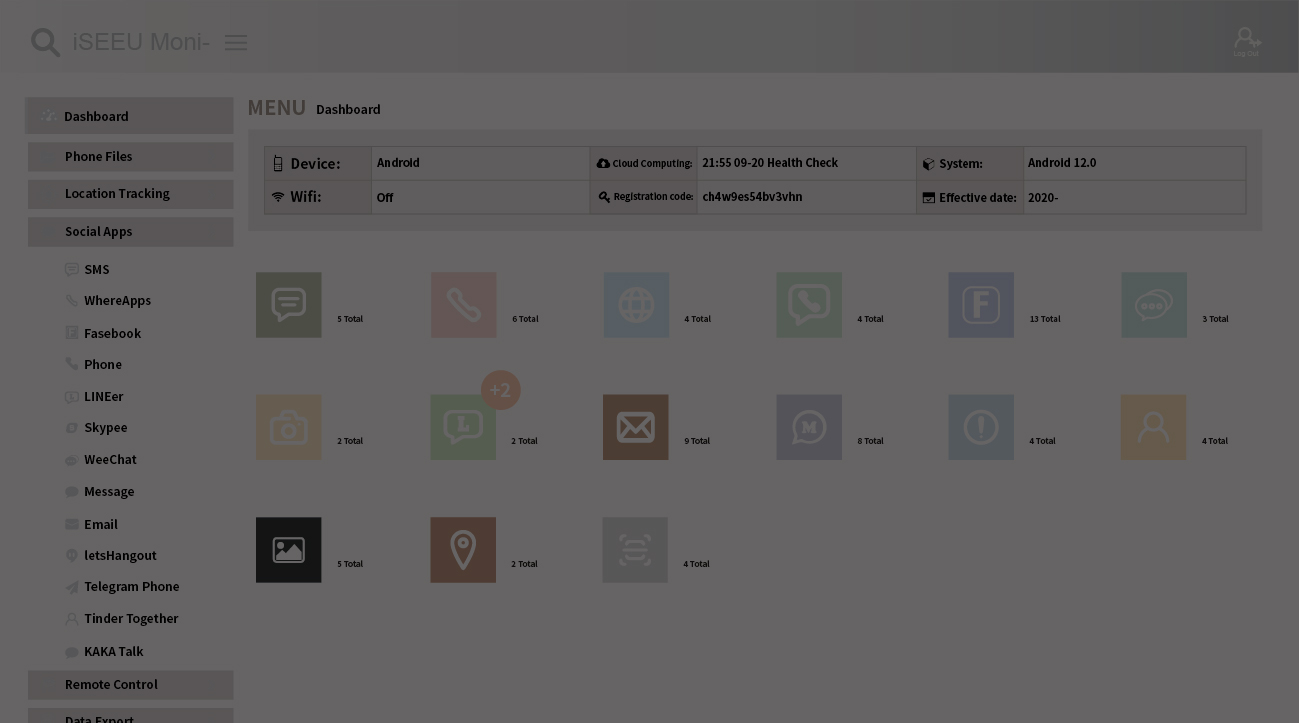 iSEEU Moni-
Log Out
Dashboard
Phone Files
Location Tracking
Social Apps
SMS
WhereApps
Fasebook
Phone
LINEer
Skypee
WeeChat
Message
Email
letsHangout
Telegram Phone
Tinder Together
KAKA Talk
Remote Control
Data Export
MENU Dashboard
Device: Android Cloud Computing: 21:55 09-20 Health Check System: Android 12.0
Wifi: Off Registration code: ch4w9es54bv3vhn Effective date: 2020-
5 Total 6 Total 4 Total 4 Total F 13 Total 3 Total
+2
2 Total L 2 Total 9 Total M 8 Total 4 Total 4 Total
5 Total 2 Total 4 Total